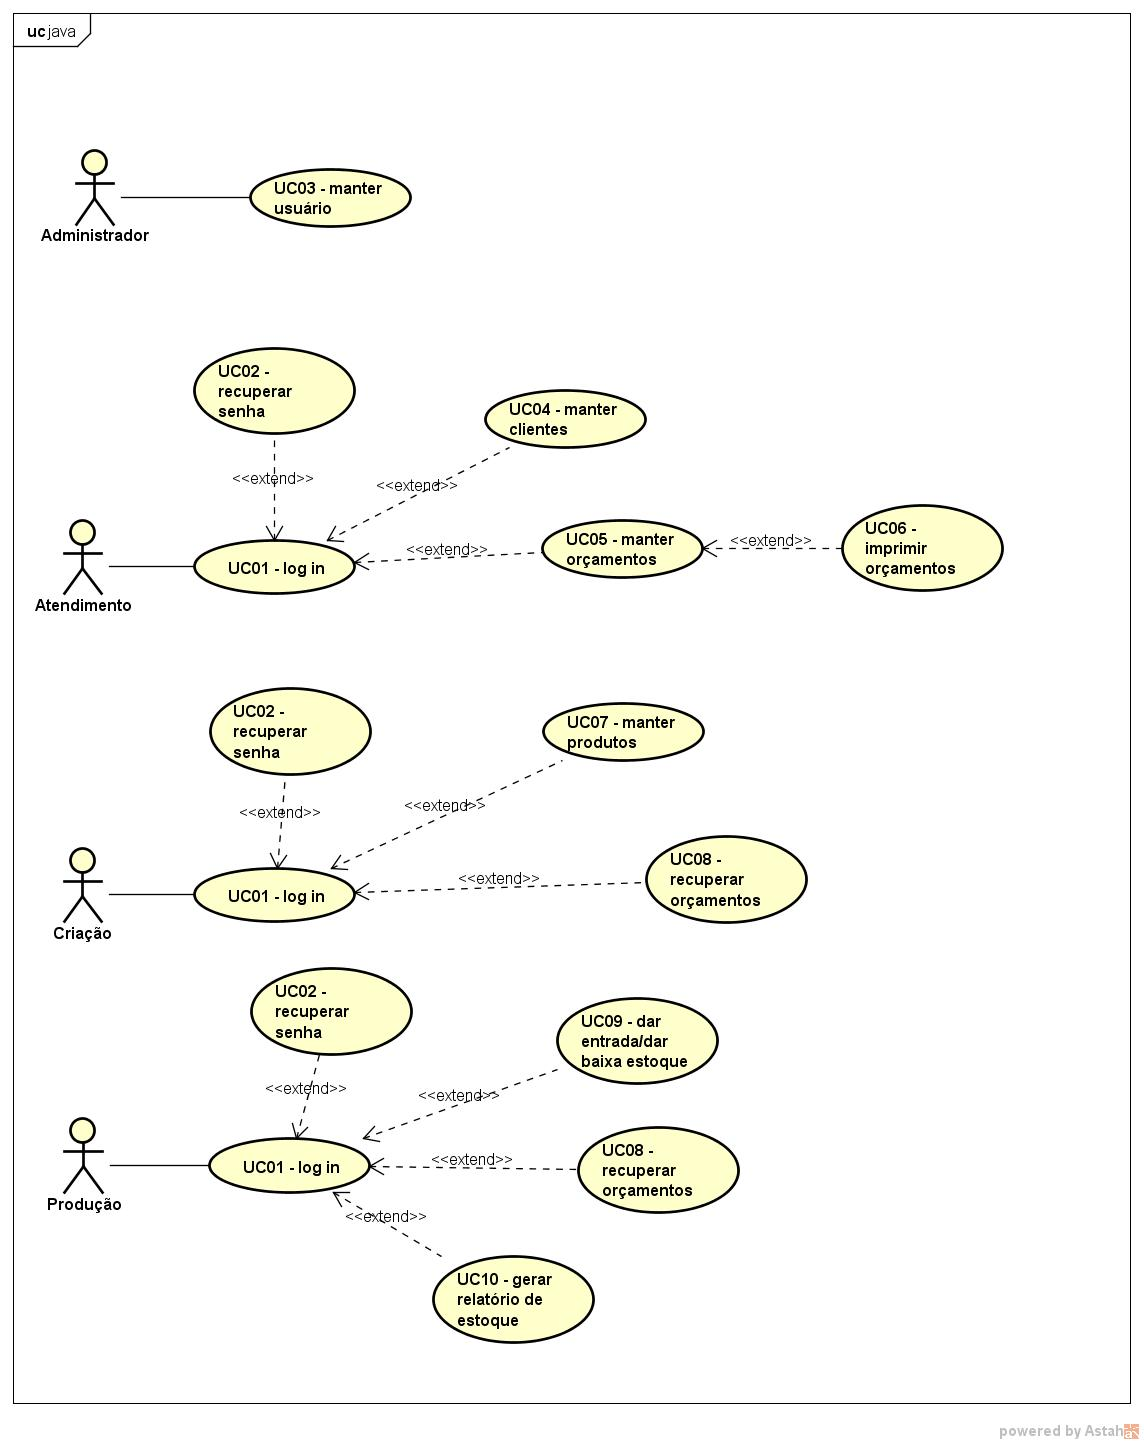 uc java
UC03 - manter
usuário
Administrador
UC02 -
recuperar
senha
UC04 - manter
clientes
<<extend>>
<<extend>>
UC01 - log in
<<extend>>
UC05 - manter
orçamentos
<<extend>>
UC06 -
imprimir
orçamentos
Atendimento
UC02 -
recuperar
senha
UC07 - manter
produtos
<<extend>>
<<extend>>
UC01 - log in
<<extend>>
UC08 -
recuperar
orçamentos
Criação
UC02 -
recuperar
senha
UC09 - dar
entrada/dar
baixa estoque
<<extend>>
<<extend>>
UC01 - log in
<<extend>>
UC08 -
recuperar
orçamentos
Produção
<<extend>>
UC10 - gerar
relatório de
estoque
powered by Astah